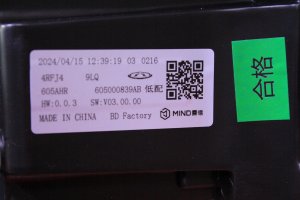 2024/04/15 12:39:19 03 0216
4RFJ4 9LQ
605AHR 605000839AB 低配
HW:0.0.3 SW:V03.00.00
MADE IN CHINA BD Factory MIND
合格